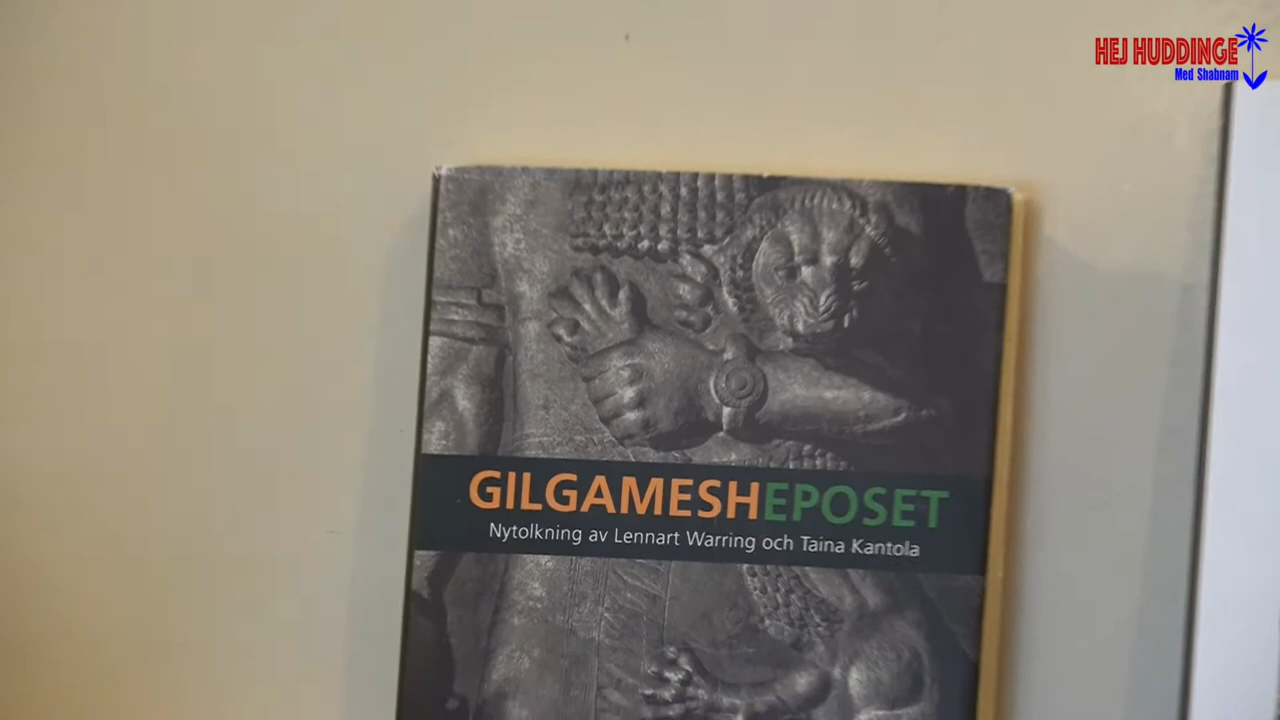 HEJ HUDDINGE
Med Shabnam
GILGAMESHEPOSET
Nytolkning av Lennart Warring och Taina Kantola